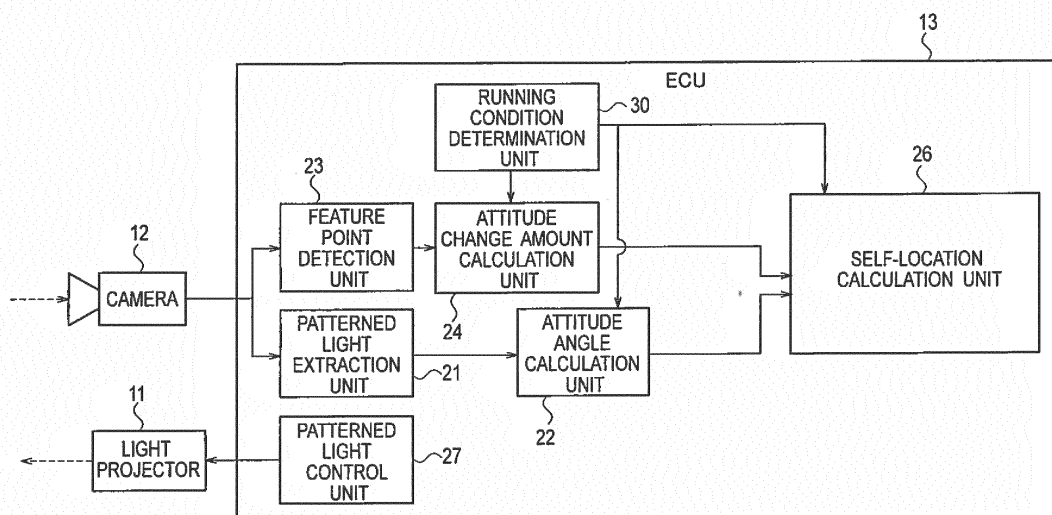 13
ECU
RUNNING
CONDITION
DETERMINATION
UNIT
30
23
FEATURE
POINT
DETECTION
UNIT
ATTITUDE
CHANGE AMOUNT
CALCULATION
UNIT
24
26
SELF-LOCATION
CALCULATION UNIT
12
CAMERA
PATTERNED
LIGHT
EXTRACTION
UNIT
21
ATTITUDE
ANGLE
CALCULATION
UNIT
22
11
LIGHT
PROJECTOR
PATTERNED
LIGHT
CONTROL
UNIT
27